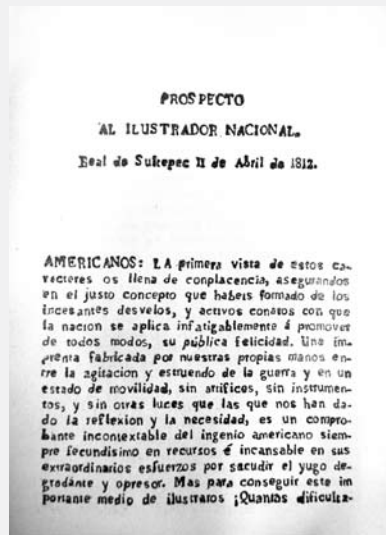 PROSPECTO
AL ILUSTRADOR NACIONAL.
Real de Sultepec 11 de Abril de 1812.
AMERICANOS: LA primera vista de estos ca-
racteres os llena de conplacencia, asegurandos
en el justo concepto que habeis formado de los
incesantes desvelos, y activos conatos con que
la nacion se aplica infatigablemente á promover
de todos modos, su pública felicidad. Una im-
prenta fabricada por nuestras propias manos en-
tre la agitacion y estruendo de la guerra y en un
estado de movilidad, sin artifices, sin instrumen-
tos, y sin otras luces que las que nos han da-
do la reflexion y la necesidad, es un compro-
bante incontextable del ingenio americano siem-
pre fecundisimo en recursos é incansable en sus
extraordinarios esfuerzos por sacudir el yugo de-
gradante y opresor. Mas para conseguir este im
portante medio de ilustraros ¡Quantas dificulta-